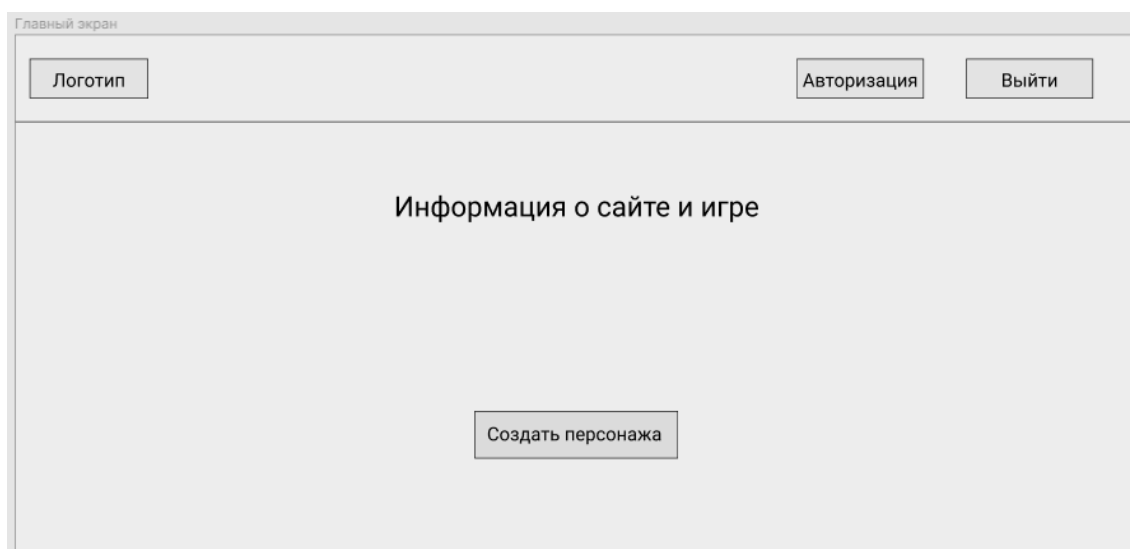 Главный экран
Логотип
Авторизация
Выйти
Информация о сайте и игре
Создать персонажа